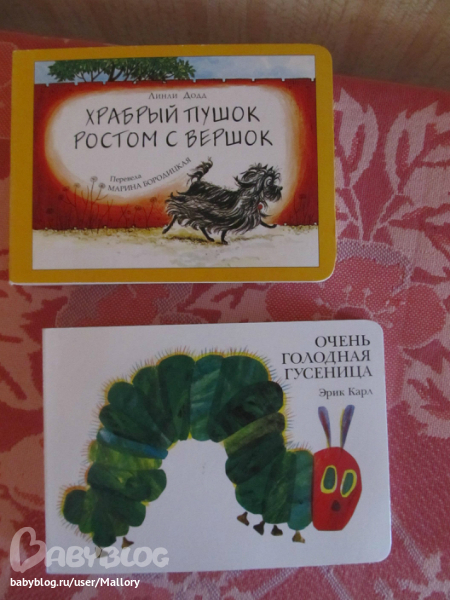 Линли Додд
ХРАБРЫЙ ПУШОК
РОСТОМ С ВЕРШОК
Перевела
МАРИНА БОРОДИЦКАЯ
ОЧЕНЬ
ГОЛОДНАЯ
ГУСЕНИЦА
Эрик Карл
BABYBLOG
babyblog.ru/user/Mallory